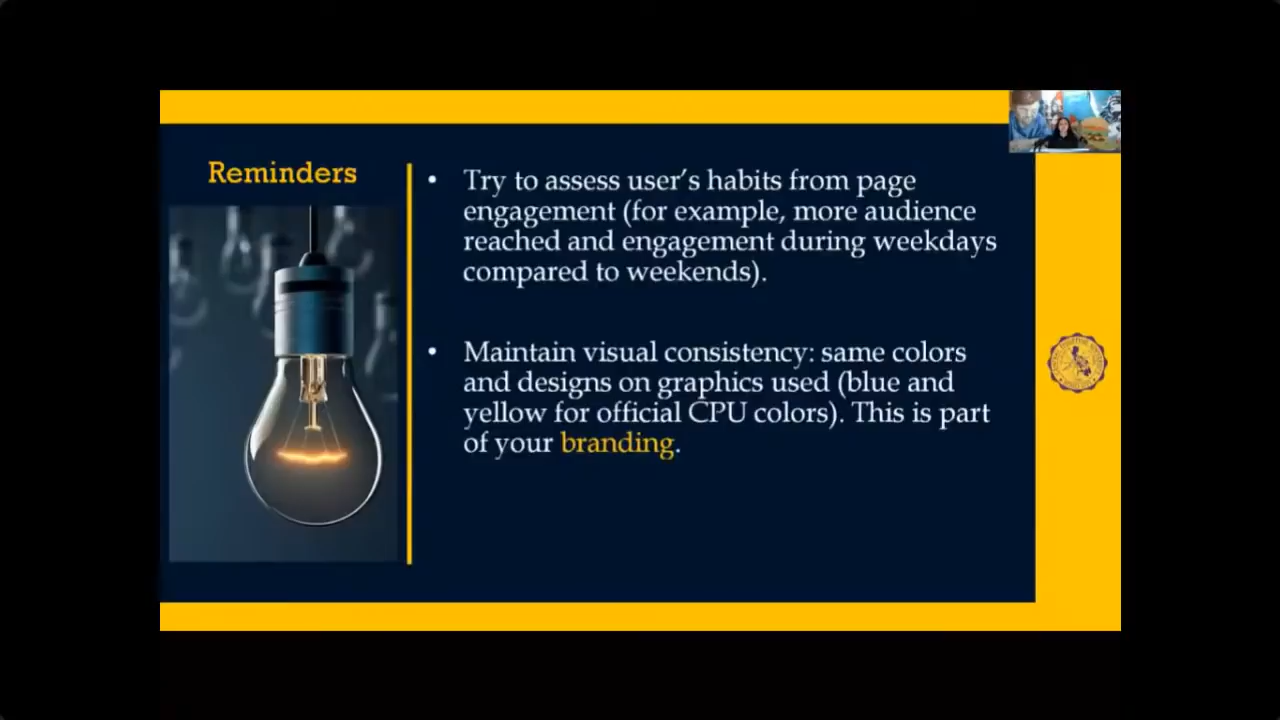 Reminders
• Try to assess user's habits from page
engagement (for example, more audience
reached and engagement during weekdays
compared to weekends).
• Maintain visual consistency: same colors
and designs on graphics used (blue and
yellow for official CPU colors). This is part
of your branding.